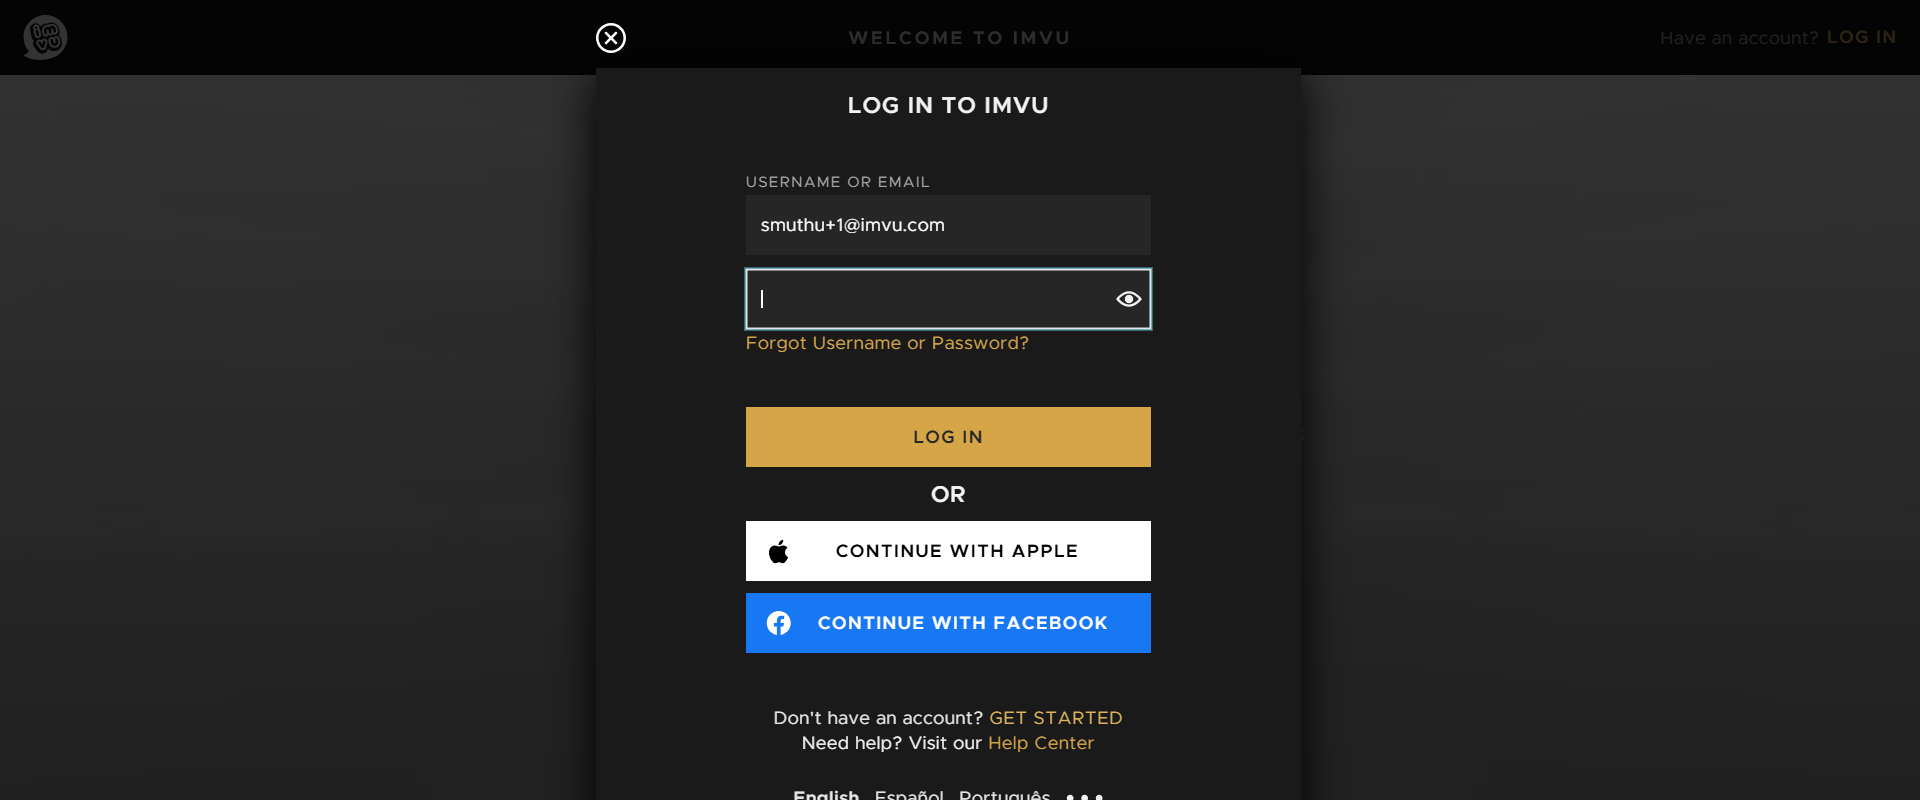 imvu
WELCOME TO IMVU
Have an account? LOG IN
LOG IN TO IMVU
USERNAME OR EMAIL
smuthu+1@imvu.com
Forgot Username or Password?
LOG IN
OR
CONTINUE WITH APPLE
CONTINUE WITH FACEBOOK
Don't have an account? GET STARTED
Need help? Visit our Help Center
English Español Português